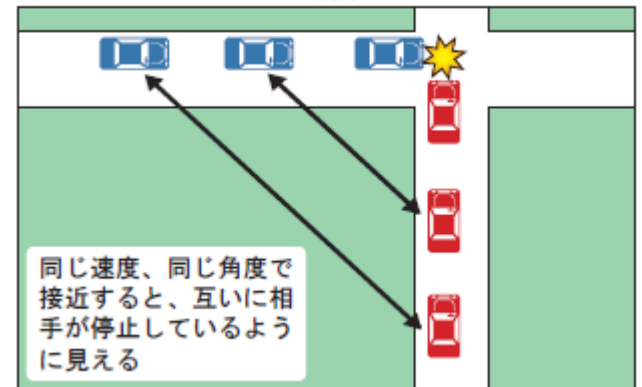 同じ速度、同じ角度で
接近すると、互いに相
手が停止しているよう
に見える